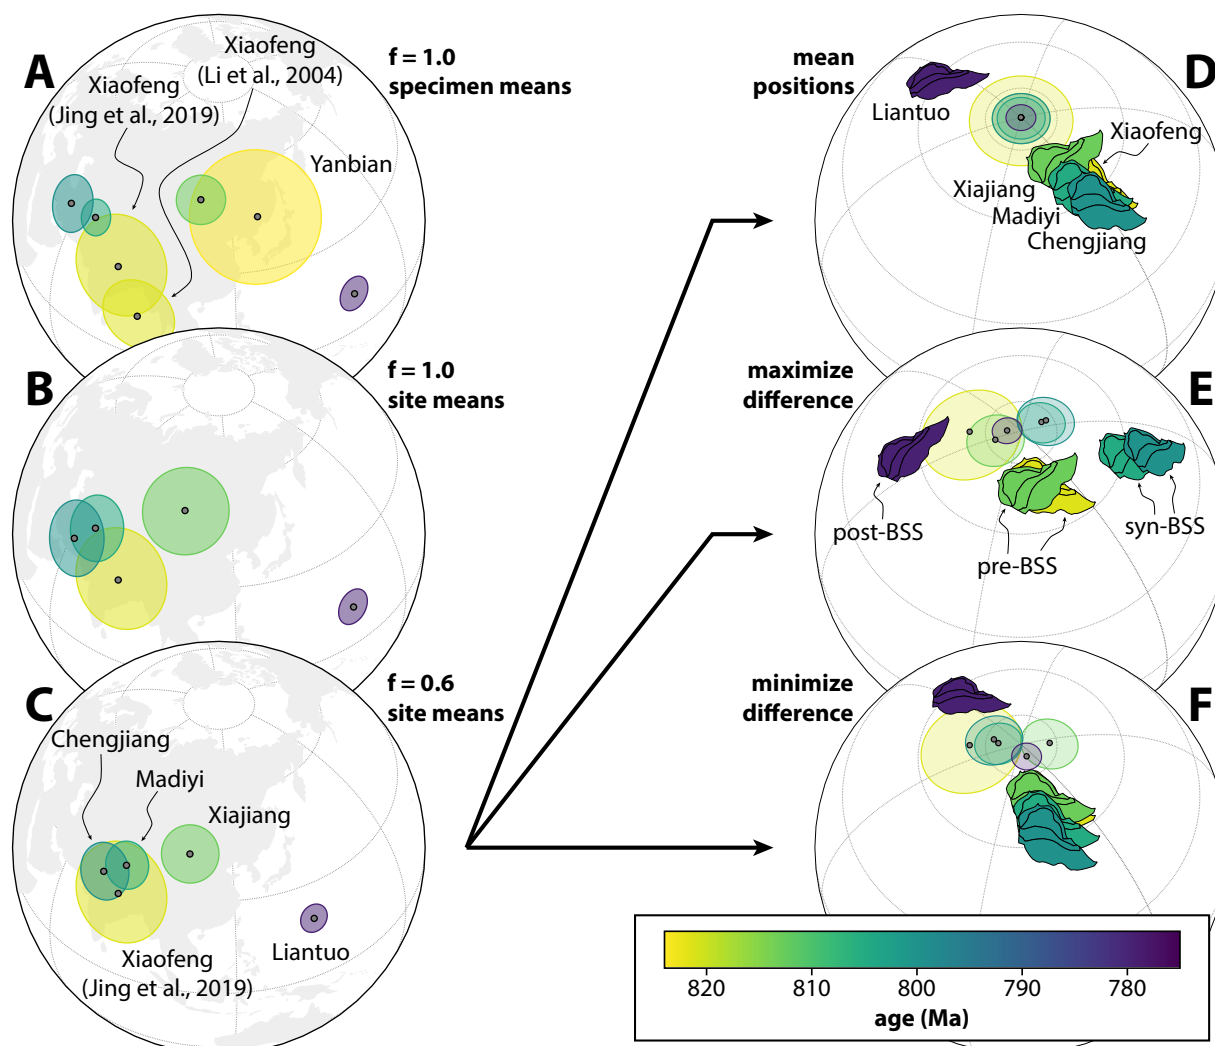 A
Xiaofeng
(Li et al., 2004)
Xiaofeng
(Jing et al., 2019)
f = 1.0
specimen means
Yanbian
B
f = 1.0
site means
C
f = 0.6
site means
Chengjiang
Madiyi
Xiajiang
Xiaofeng
(Jing et al., 2019)
Liantuo
mean
positions
D
Liantuo
Xiaofeng
Xiajiang
Madiyi
Chengjiang
maximize
difference
E
post-BSS
pre-BSS
syn-BSS
minimize
difference
F
820
810
800
790
780
age (Ma)